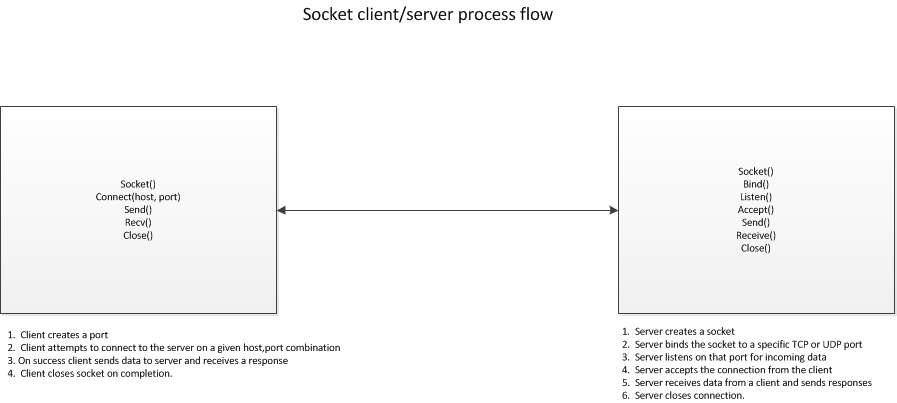 Socket client/server process flow
Socket()
Connect(host, port)
Send()
Recv()
Close()
Socket()
Bind()
Listen()
Accept()
Send()
Receive()
Close()
1. Client creates a port
2. Client attempts to connect to the server on a given host,port combination
3. On success client sends data to server and receives a response
4. Client closes socket on completion.
1. Server creates a socket
2. Server binds the socket to a specific TCP or UDP port
3. Server listens on that port for incoming data
4. Server accepts the connection from the client
5. Server receives data from a client and sends responses
6. Server closes connection.